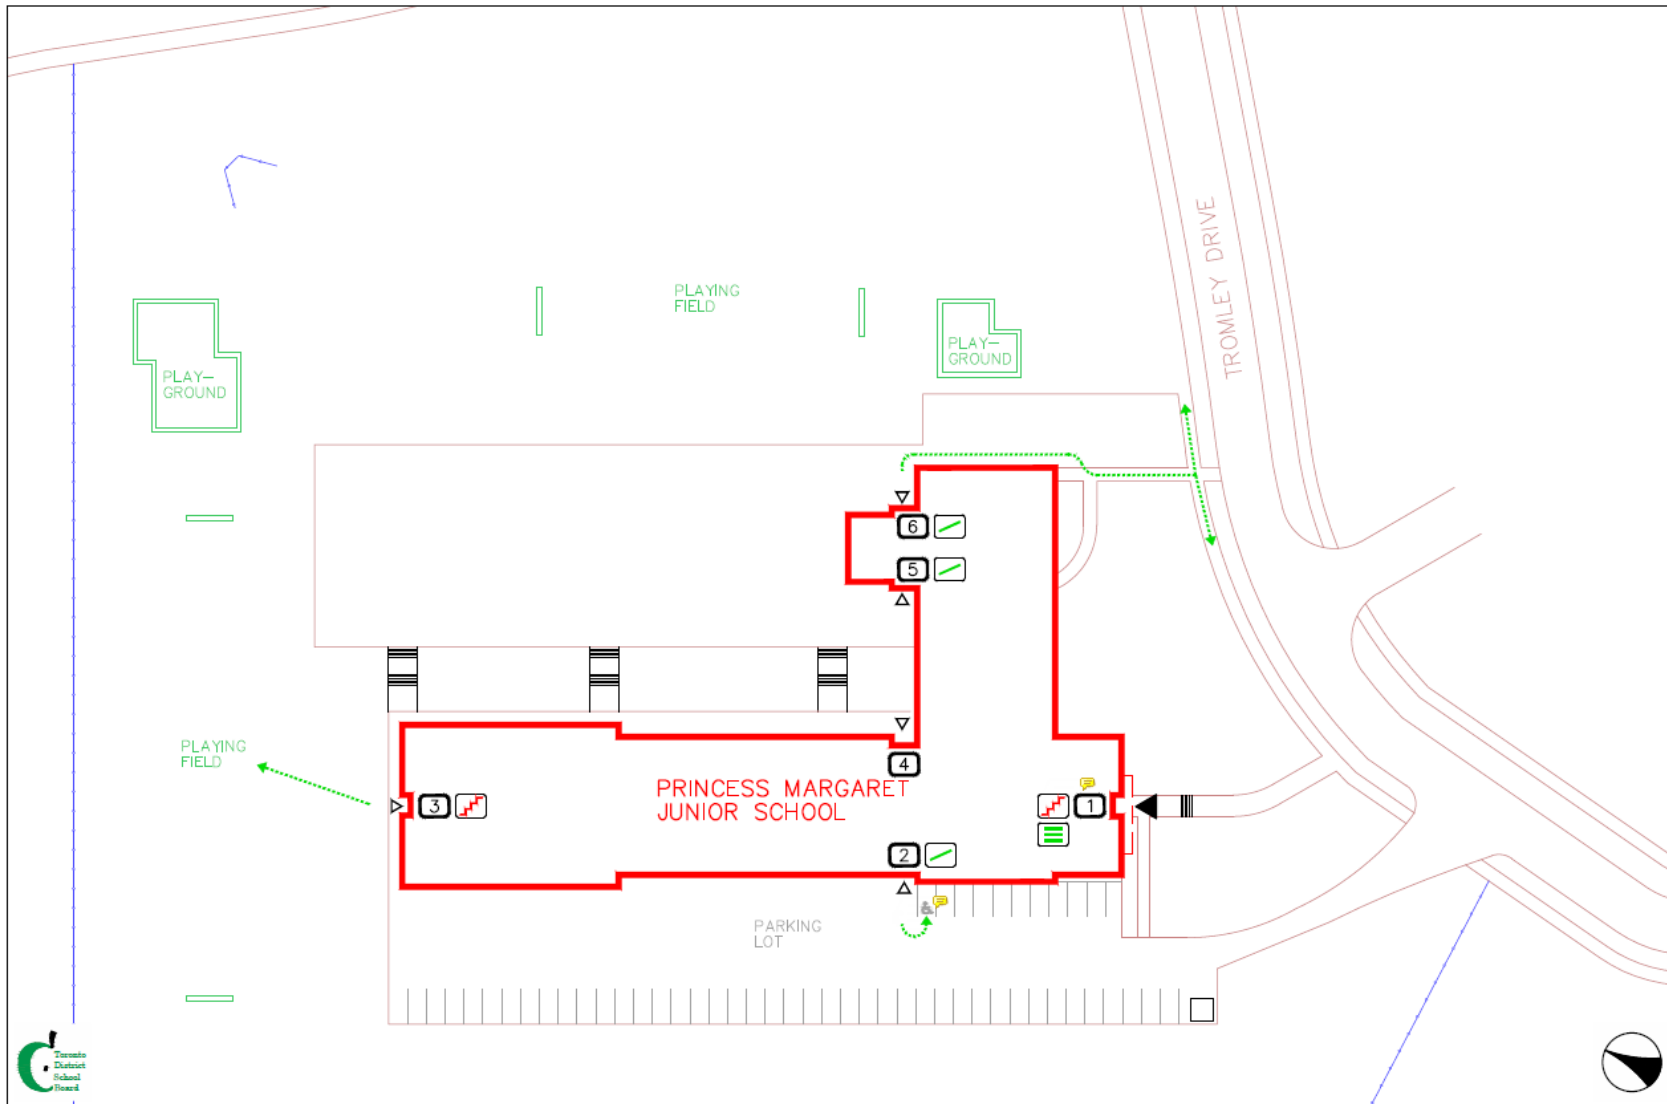 TROMLEY DRIVE
PLAYING
FIELD
PLAY-
GROUND
PLAY-
GROUND
6
5
PLAYING
FIELD
4
PRINCESS MARGARET
JUNIOR SCHOOL
3
1
2
PARKING
LOT
Toronto
District
School
Board